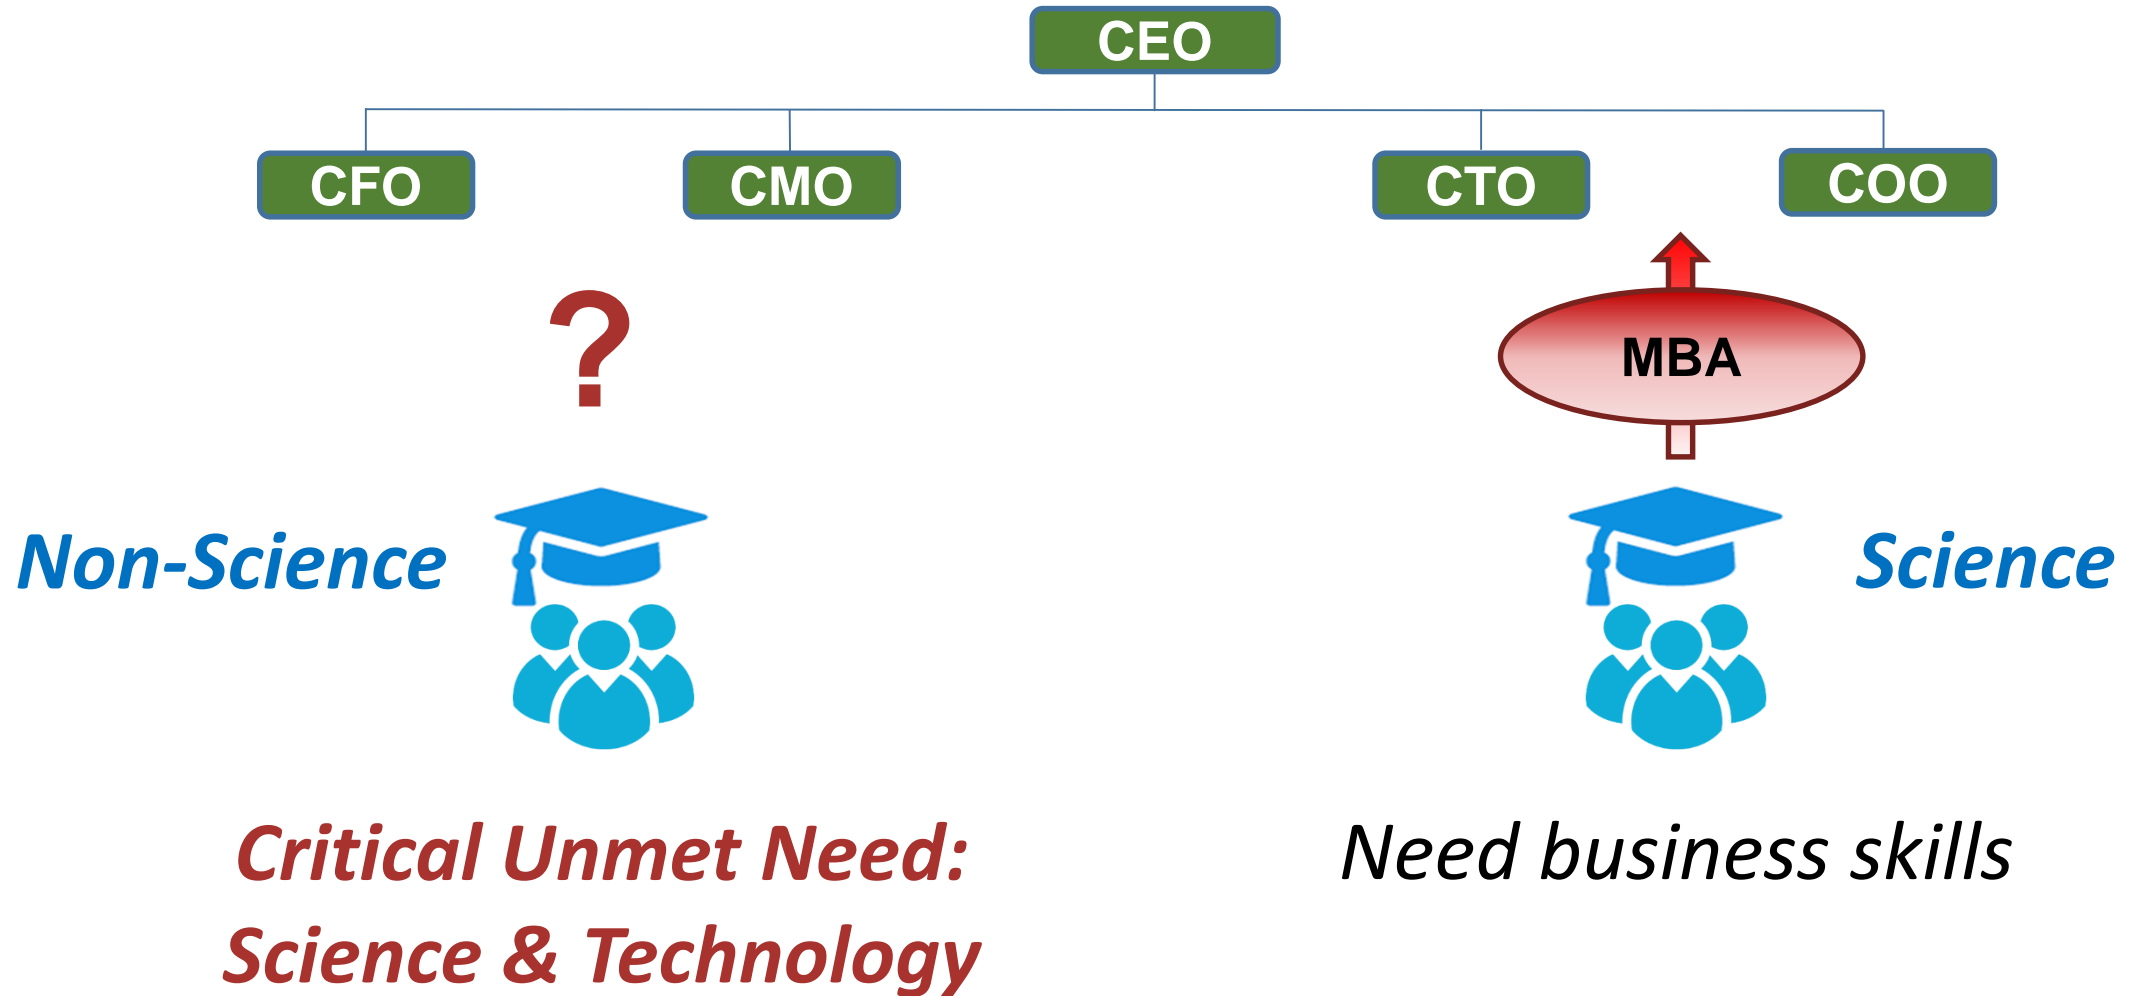 CEO
CFO
CMO
CTO
COO
?
MBA
Non-Science
Science
Critical Unmet Need:
Science & Technology
Need business skills